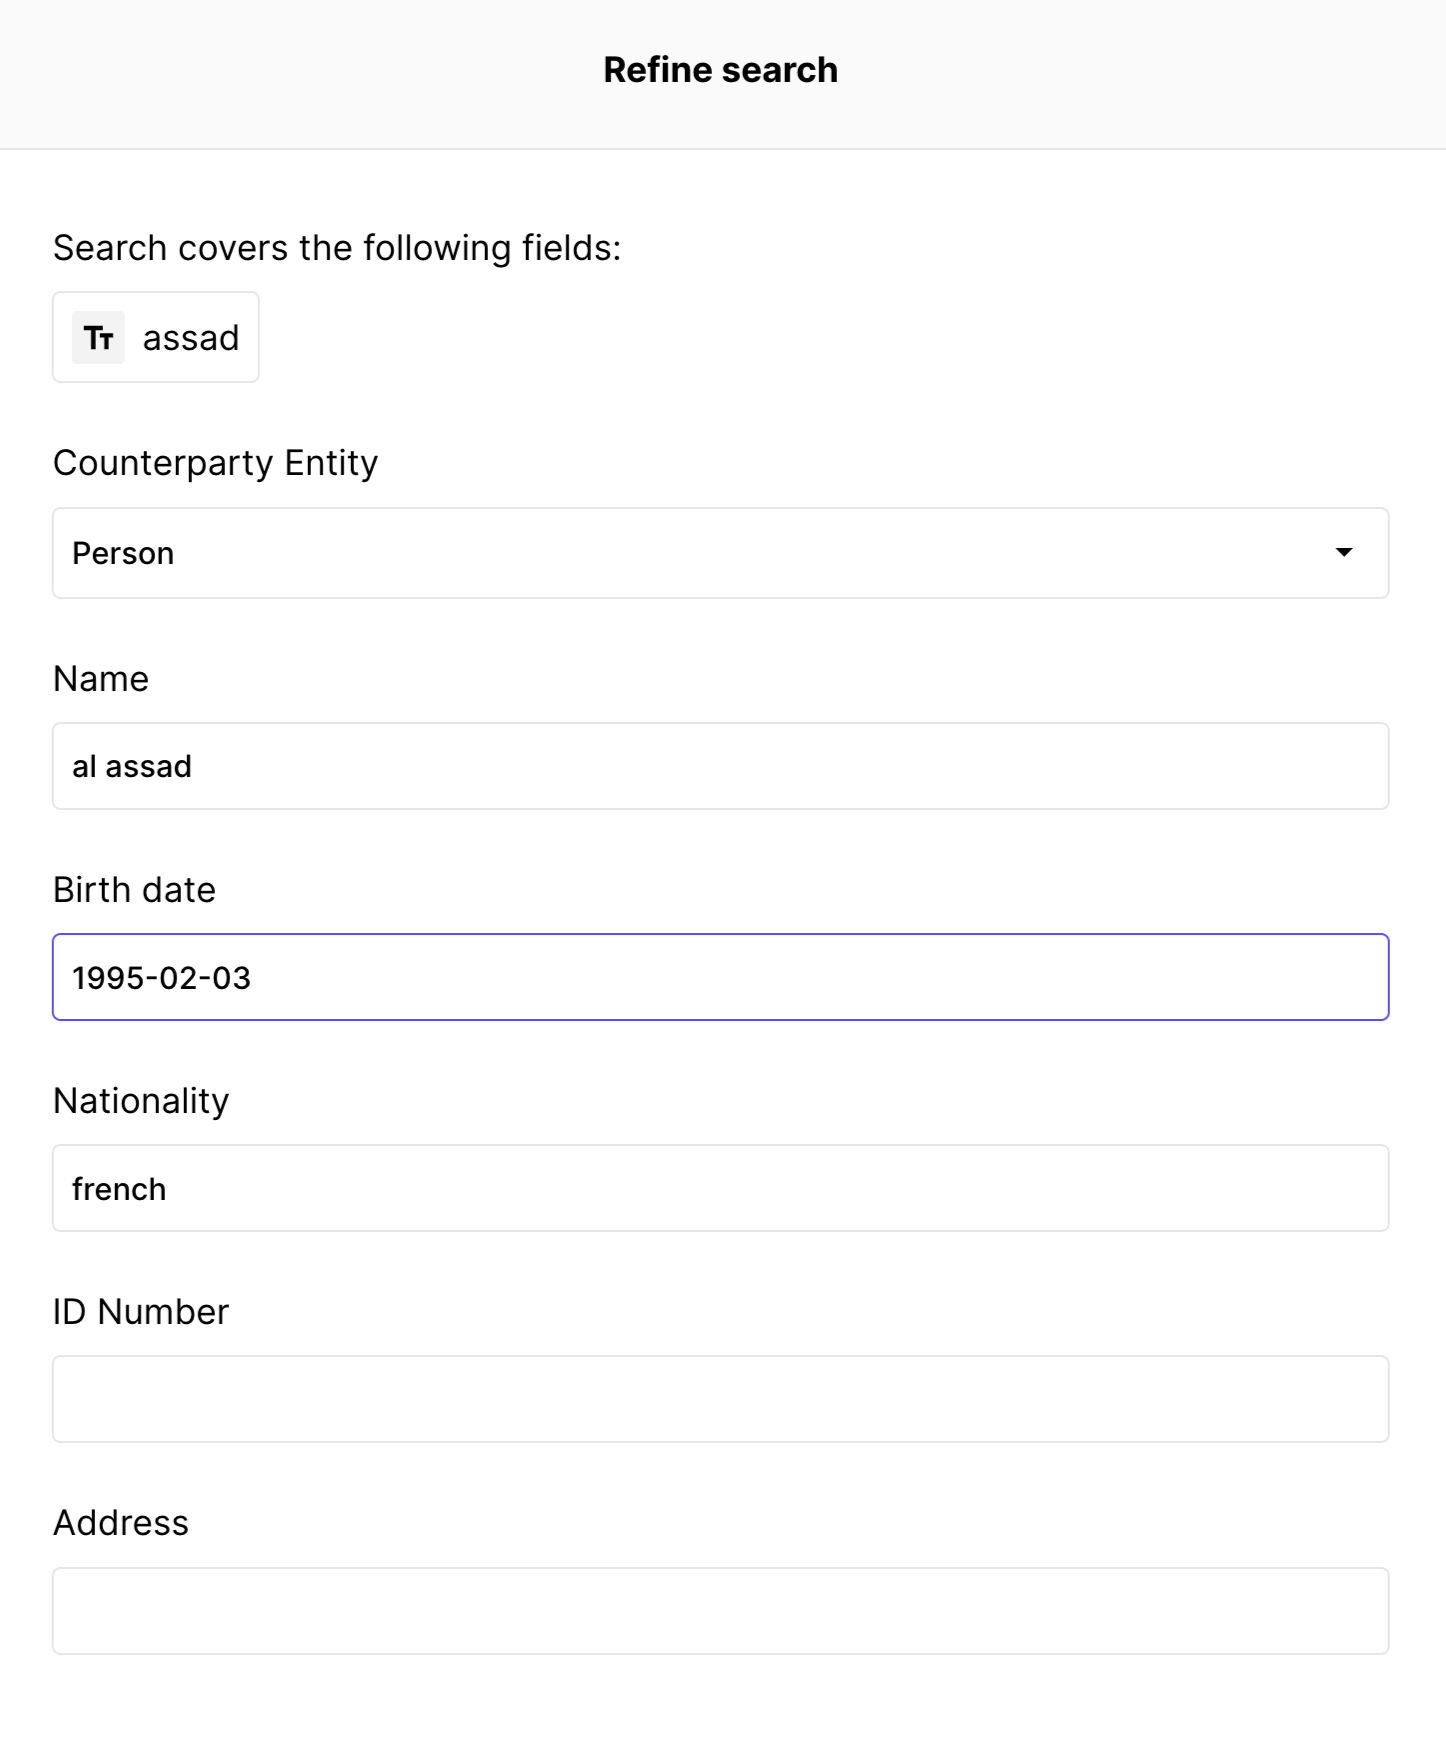 Refine search
Search covers the following fields:
Tт assad
Counterparty Entity
Person
Name
al assad
Birth date
1995-02-03
Nationality
french
ID Number
Address